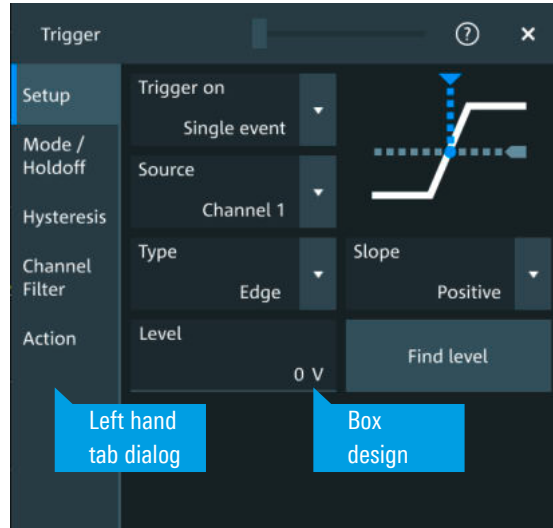 Trigger
?
Setup
Mode /
Holdoff
Hysteresis
Channel
Filter
Action
Trigger on
Single event
Source
Channel 1
Type
Edge
Slope
Positive
Level
0 V
Find level
Left hand
tab dialog
Box
design